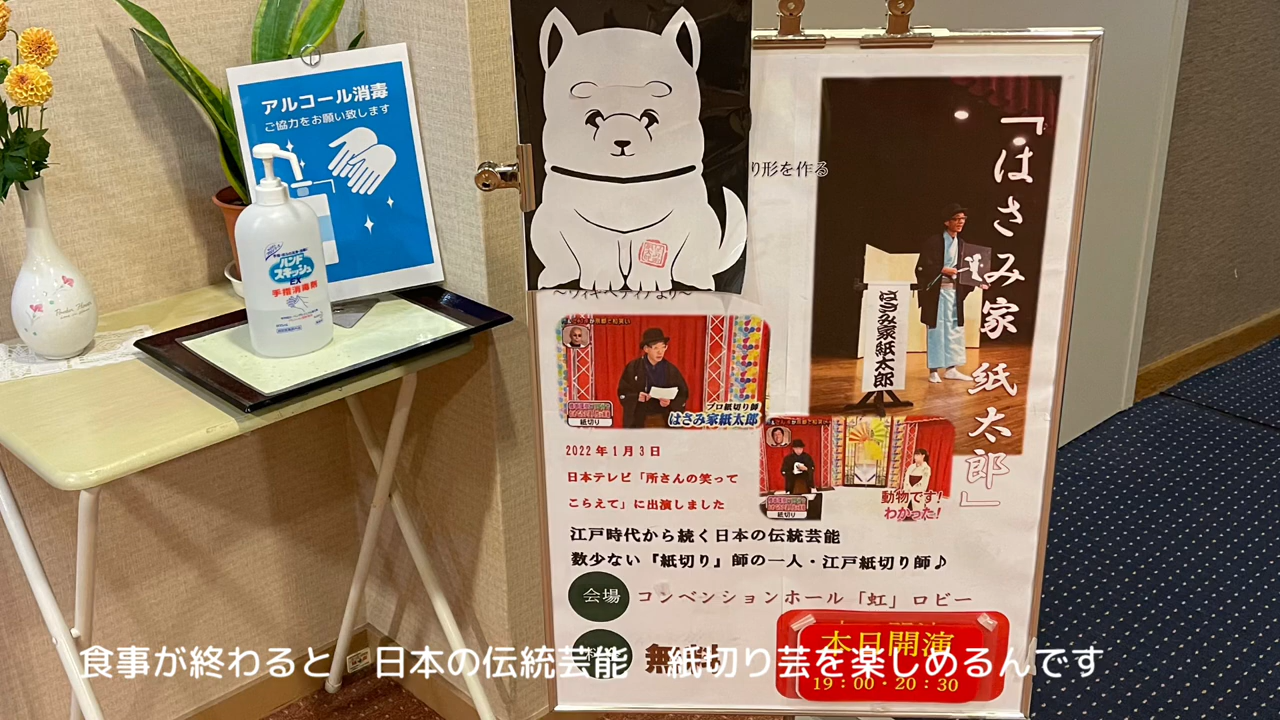 アルコール消毒
ご協力をお願い致します
ハンド
スキッシュ
EX
手指消毒剤
り形を作る
「はさみ家 紙太郎」
はさみ家紙太郎
～ウィキペディアより～
プロ紙切り師
はさみ家紙太郎
紙切り
2022年1月3日
日本テレビ「所さんの笑って
こらえて」に出演しました
紙切り
動物です!
わかった!
江戸時代から続く日本の伝統芸能
数少ない『紙切り』師の一人・江戸紙切り師♪
会場 コンベンションホール「虹」ロビー
無料
本日開演
19:00・20:30
食事が終わると 日本の伝統芸能 紙切り芸を楽しめるんです